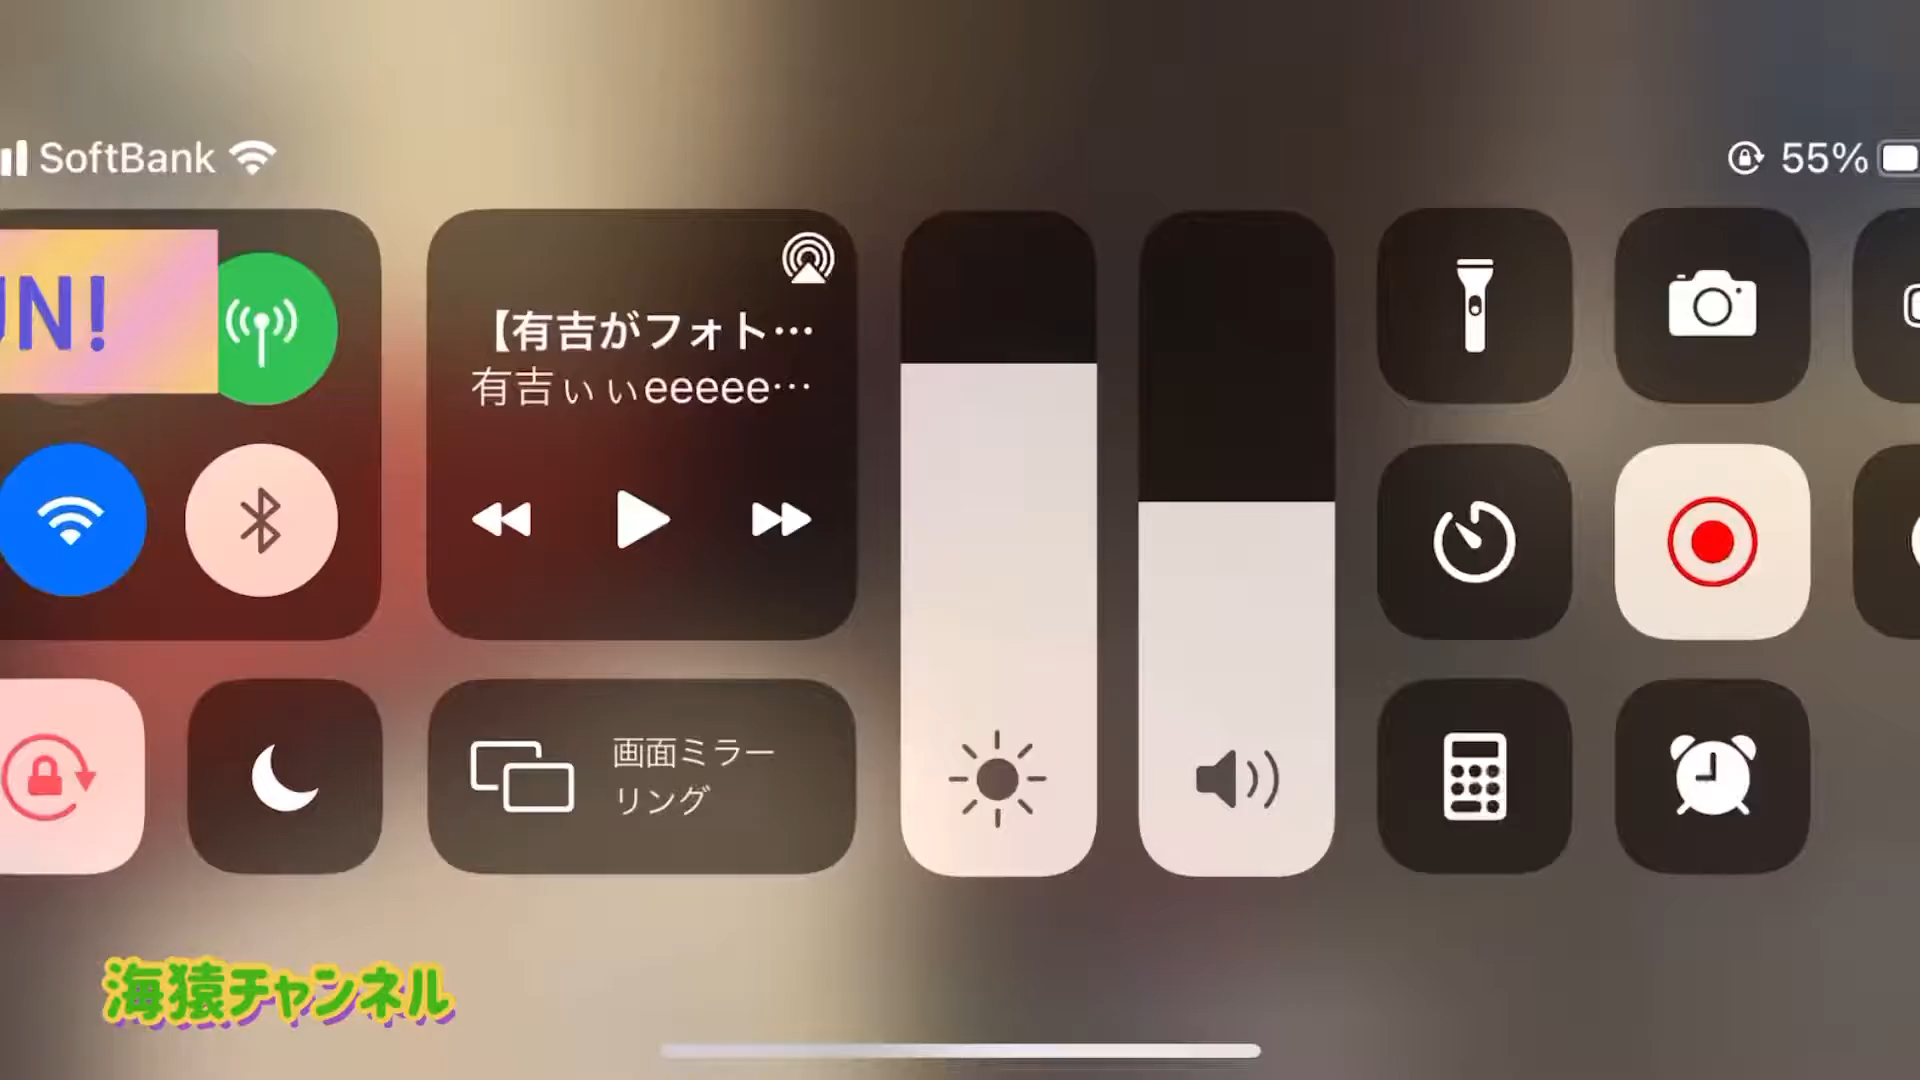 SoftBank
55%
UN!
【有吉がフォト…
有吉ぃぃeeeee…
画面ミラー
リング
海猿チャンネル